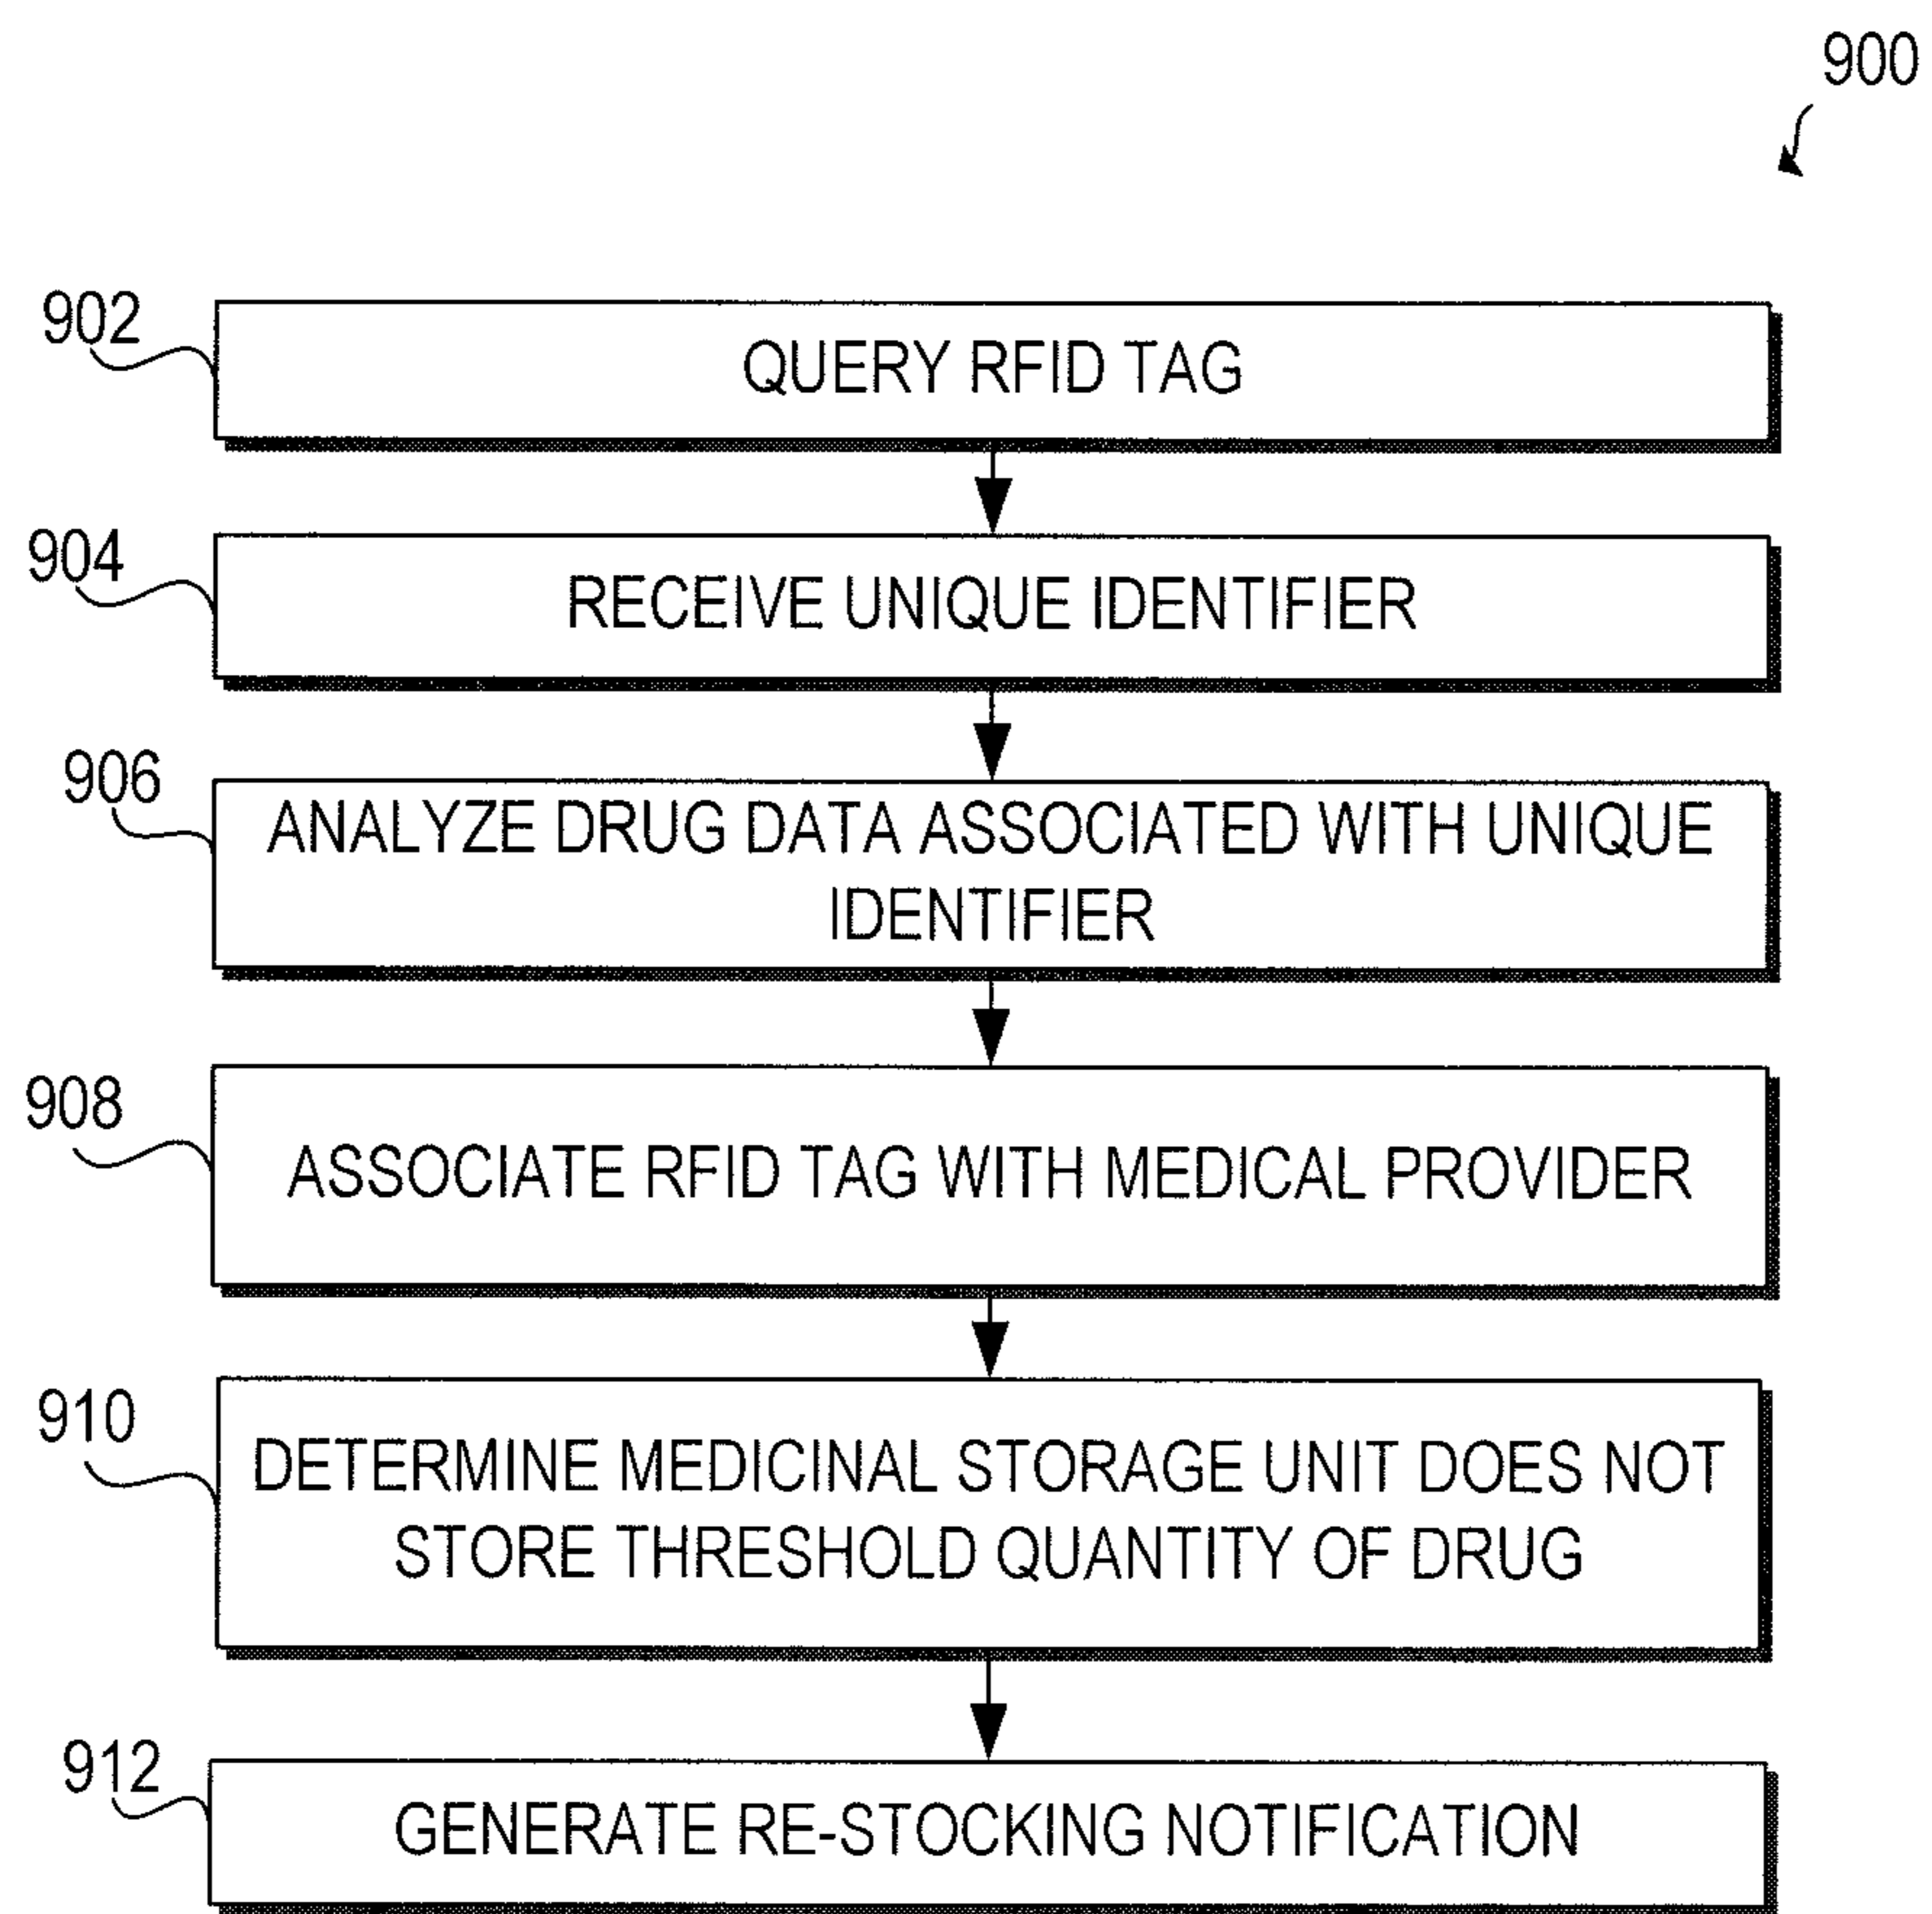 900
902
QUERY RFID TAG
904
RECEIVE UNIQUE IDENTIFIER
906
ANALYZE DRUG DATA ASSOCIATED WITH UNIQUE
IDENTIFIER
908
ASSOCIATE RFID TAG WITH MEDICAL PROVIDER
910
DETERMINE MEDICINAL STORAGE UNIT DOES NOT
STORE THRESHOLD QUANTITY OF DRUG
912
GENERATE RE-STOCKING NOTIFICATION